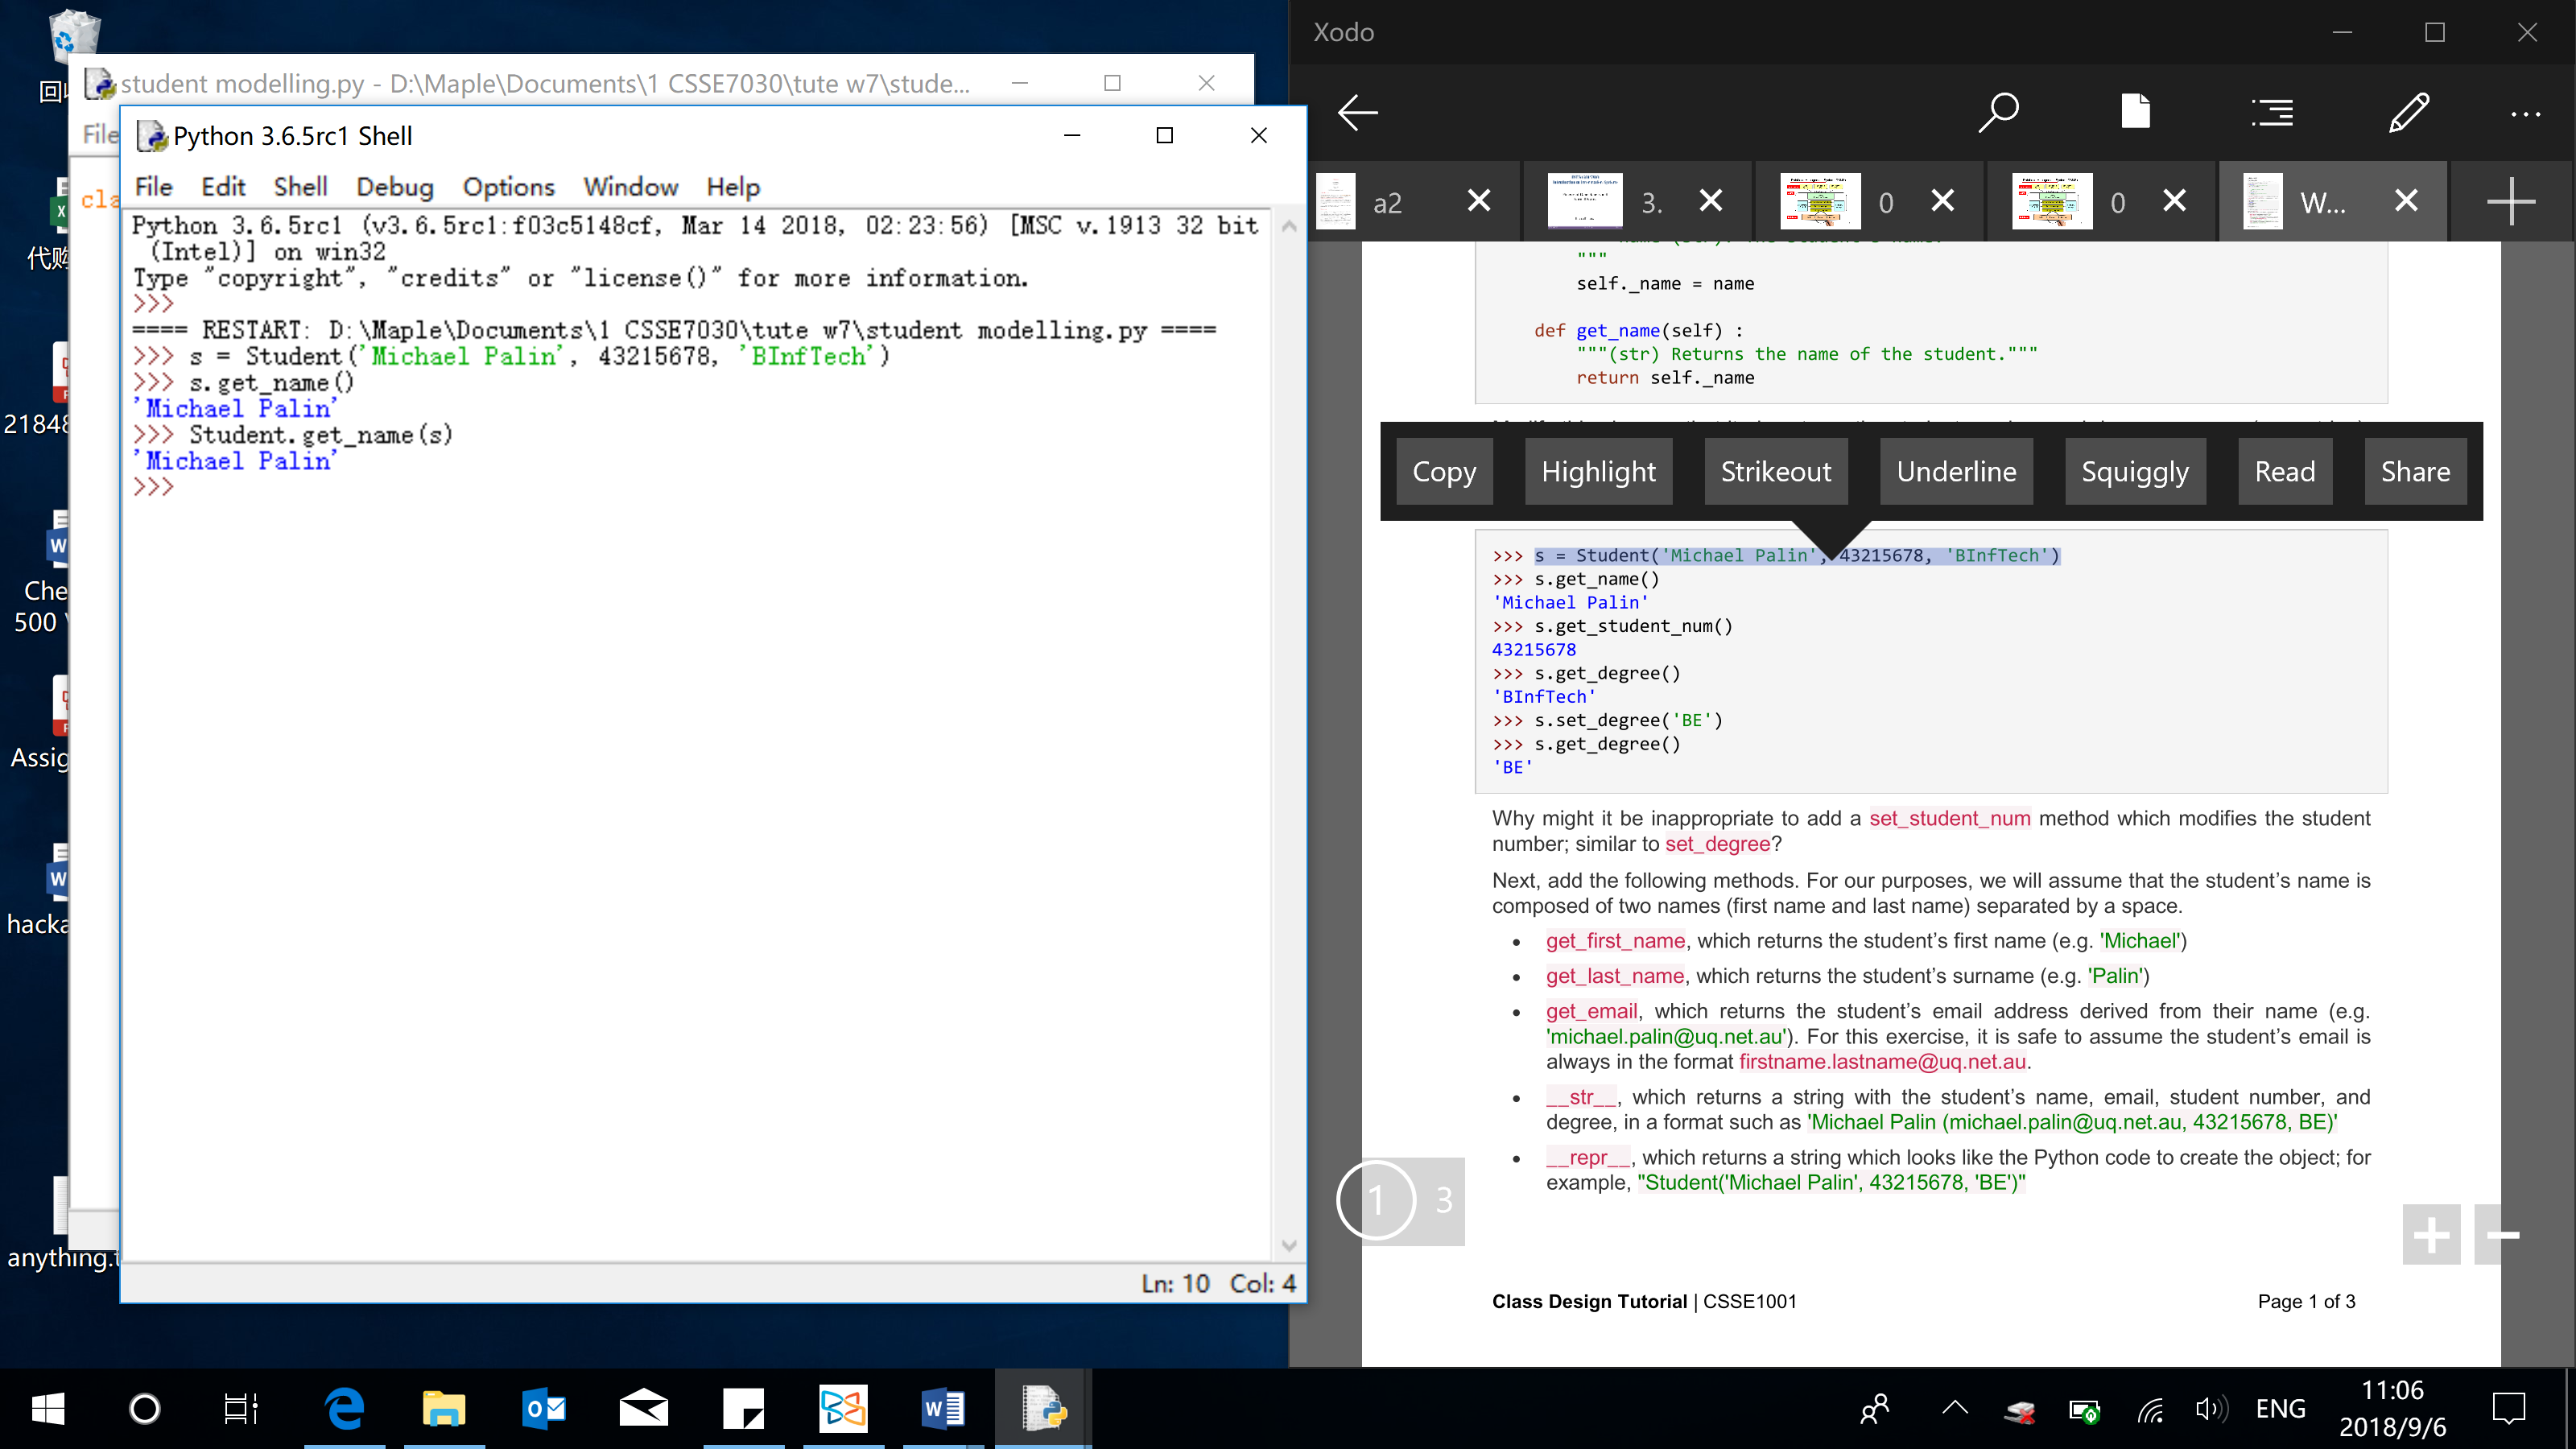 回
student modelling.py - D:\Maple\Documents\1 CSSE7030\tute w7\stude...
File
cla
代购
21848
Che
500
Assig
hacka
anything.t
Python 3.6.5rc1 Shell
File Edit Shell Debug Options Window Help
Python 3.6.5rc1 (v3.6.5rc1:f03c5148cf, Mar 14 2018, 02:23:56) [MSC v.1913 32 bit
(Intel)] on win32
Type "copyright", "credits" or "license()" for more information.
>>>
==== RESTART: D:\Maple\Documents\1 CSSE7030\tute w7\student modelling.py ====
>>> s = Student('Michael Palin', 43215678, 'BInfTech')
>>> s.get_name()
'Michael Palin'
>>> Student.get_name(s)
'Michael Palin'
>>>
Ln: 10 Col: 4
Xodo
a2 3. 0 0 W...
"""
self._name = name
def get_name(self) :
"""(str) Returns the name of the student."""
return self._name
Copy Highlight Strikeout Underline Squiggly Read Share
>>> s = Student('Michael Palin', 43215678, 'BInfTech')
>>> s.get_name()
'Michael Palin'
>>> s.get_student_num()
43215678
>>> s.get_degree()
'BInfTech'
>>> s.set_degree('BE')
>>> s.get_degree()
'BE'
Why might it be inappropriate to add a set_student_num method which modifies the student
number; similar to set_degree?
Next, add the following methods. For our purposes, we will assume that the student's name is
composed of two names (first name and last name) separated by a space.
• get_first_name, which returns the student's first name (e.g. 'Michael')
• get_last_name, which returns the student's surname (e.g. 'Palin')
• get_email, which returns the student's email address derived from their name (e.g.
'michael.palin@uq.net.au'). For this exercise, it is safe to assume the student's email is
always in the format firstname.lastname@uq.net.au.
• __str__, which returns a string with the student's name, email, student number, and
degree, in a format such as 'Michael Palin (michael.palin@uq.net.au, 43215678, BE)'
• __repr__, which returns a string which looks like the Python code to create the object; for
example, "Student('Michael Palin', 43215678, 'BE')"
1 3
Class Design Tutorial | CSSE1001 Page 1 of 3
ENG
11:06
2018/9/6